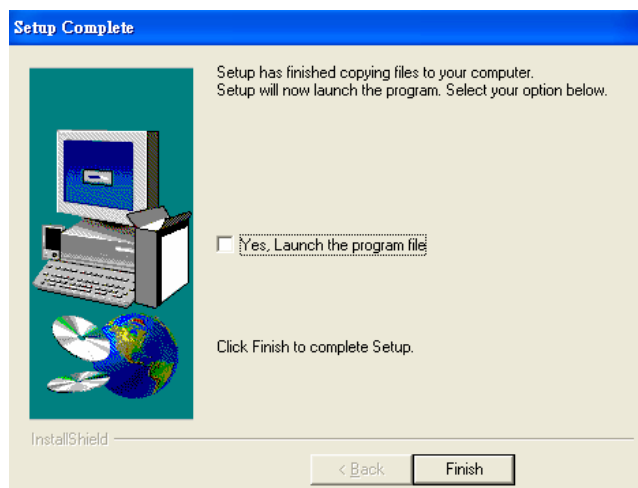 Setup Complete
Setup has finished copying files to your computer.
Setup will now launch the program. Select your option below.
Yes, Launch the program file
Click Finish to complete Setup.
InstallShield
< Back
Finish